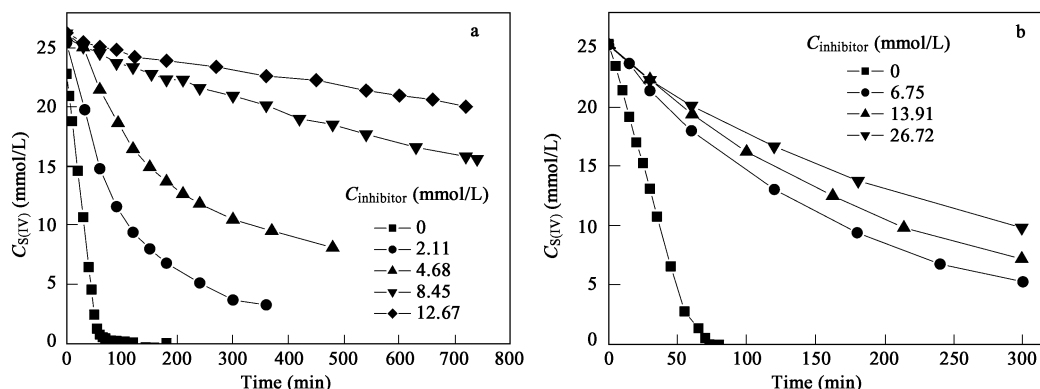 a
25
20
15
10
5
0
C_S(IV) (mmol/L)
C_inhibitor (mmol/L)
0
2.11
4.68
8.45
12.67
0 100 200 300 400 500 600 700 800
Time (min)
b
25
20
15
10
5
0
C_S(IV) (mmol/L)
C_inhibitor (mmol/L)
0
6.75
13.91
26.72
0 50 100 150 200 250 300
Time (min)